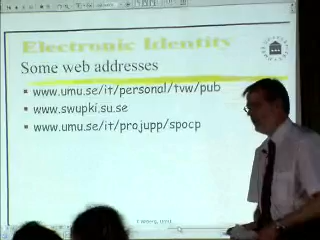 Electronic Identity
Some web addresses
www.umu.se/it/personal/tvw/pub
www.swupki.su.se
www.umu.se/it/projupp/spocp